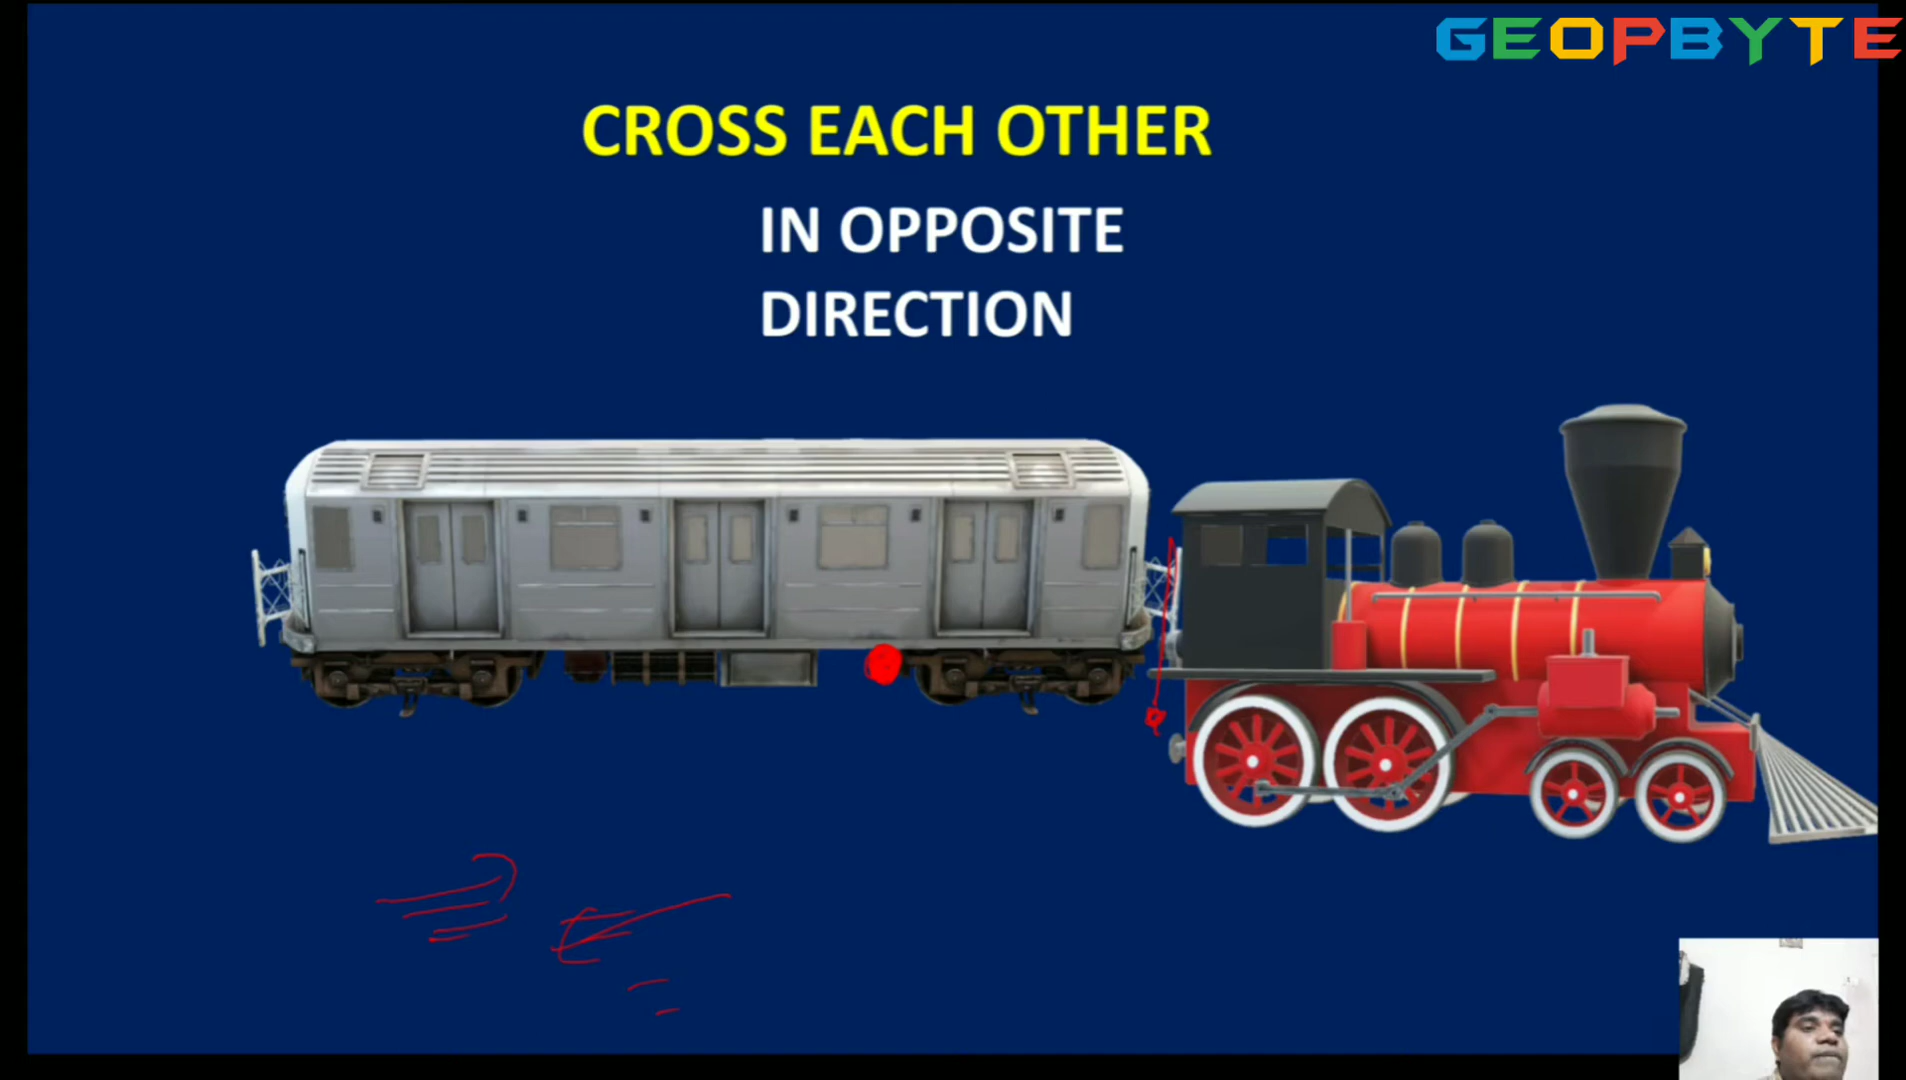 GEOPBYTE
CROSS EACH OTHER
IN OPPOSITE
DIRECTION